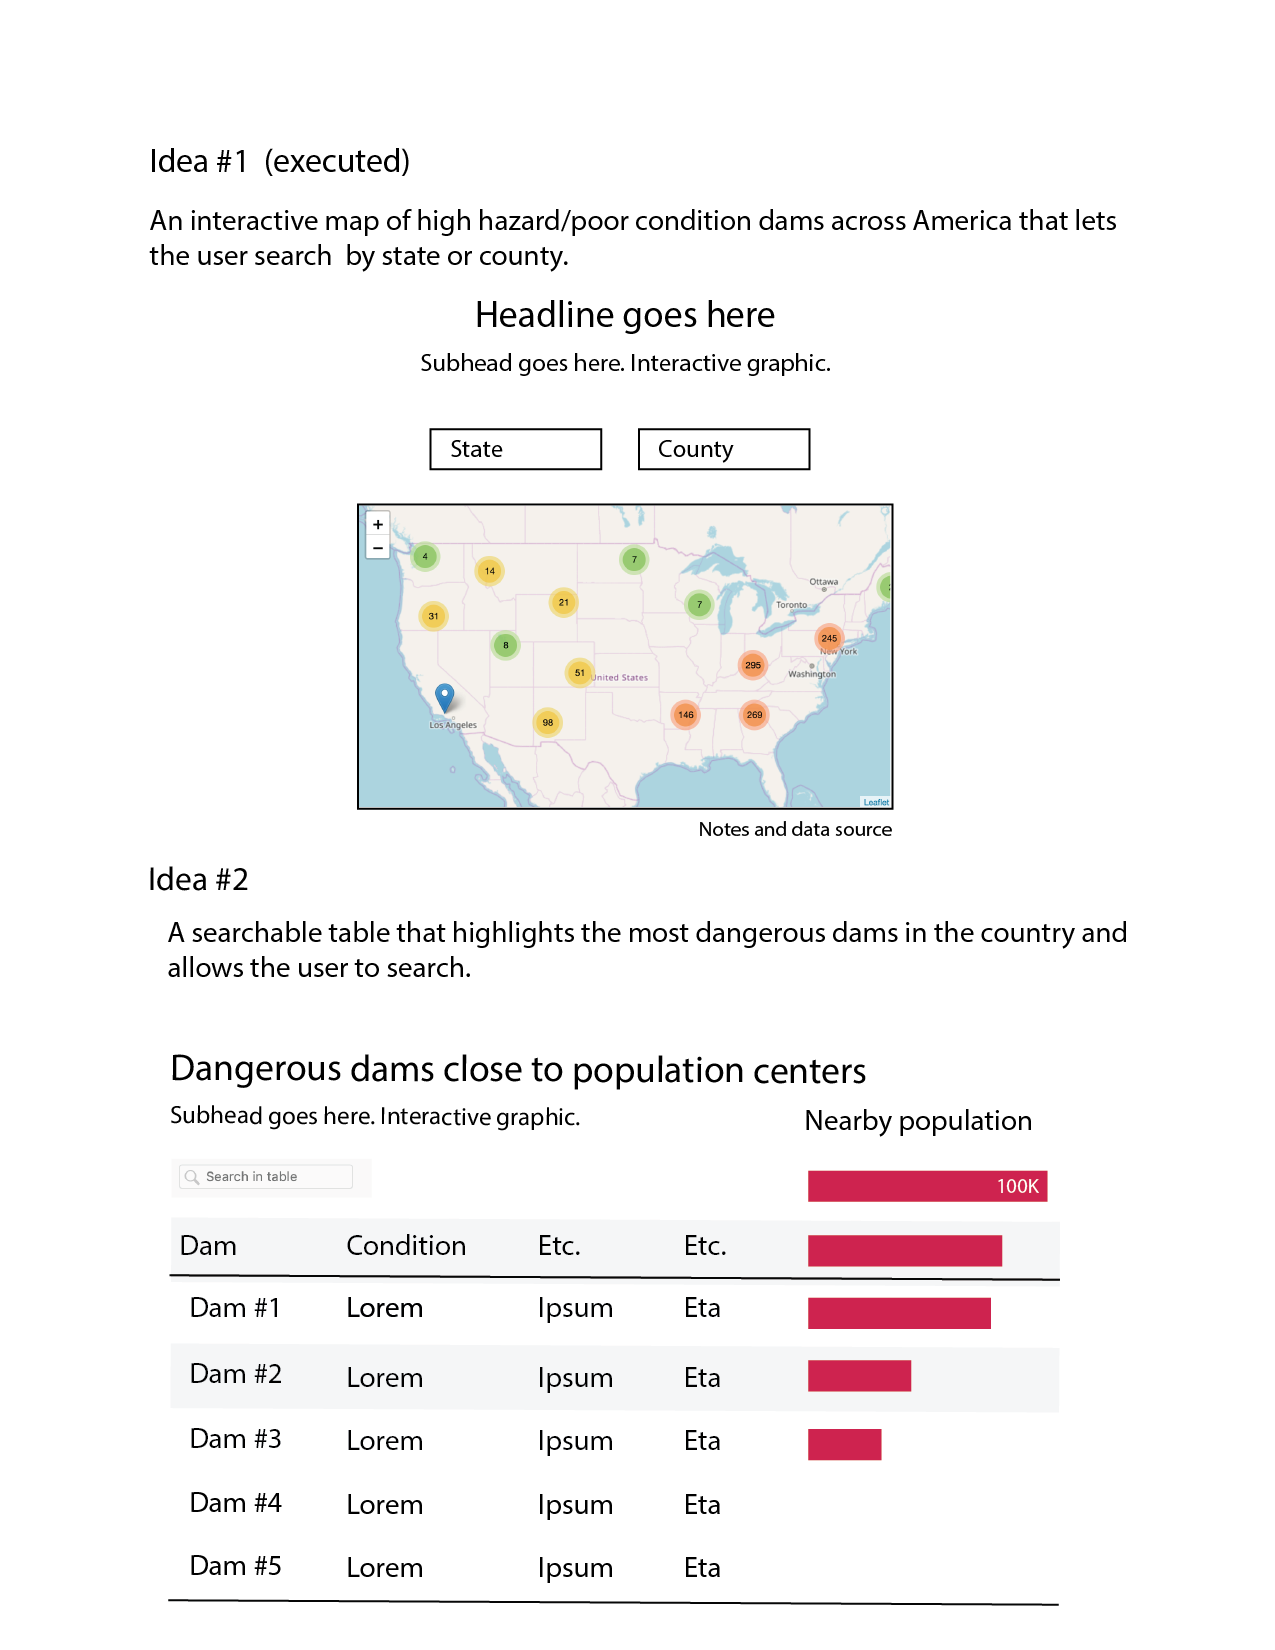 Idea #1  (executed)
An interactive map of high hazard/poor condition dams across America that lets
the user search  by state or county.
Headline goes here
Subhead goes here. Interactive graphic.
State County
+
−
4
7
14
Ottawa
21
7
Toronto
31
245
New York
8
295
51
United States
Washington
146
269
98
Los Angeles
Leaflet
Notes and data source
Idea #2
A searchable table that highlights the most dangerous dams in the country and
allows the user to search.
Dangerous dams close to population centers
Subhead goes here. Interactive graphic.
Nearby population
Search in table
100K
Dam Condition Etc. Etc.
Dam #1 Lorem Ipsum Eta
Dam #2 Lorem Ipsum Eta
Dam #3 Lorem Ipsum Eta
Dam #4 Lorem Ipsum Eta
Dam #5 Lorem Ipsum Eta